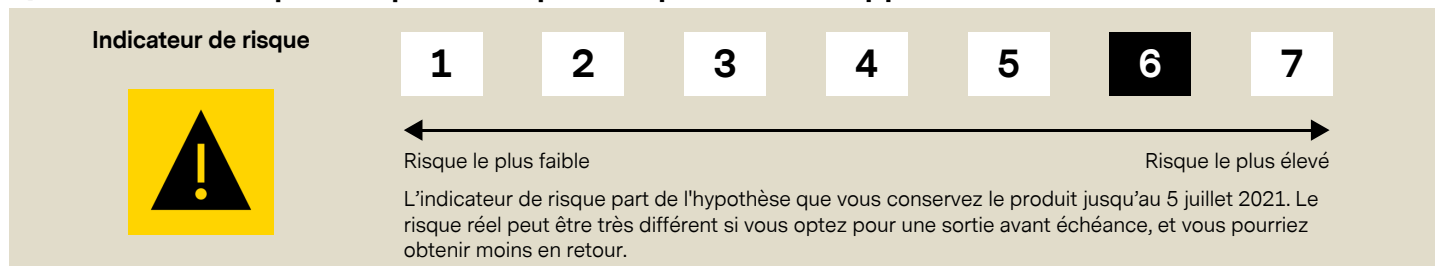 Indicateur de risque
1 2 3 4 5 6 7
Risque le plus faible Risque le plus élevé
L'indicateur de risque part de l'hypothèse que vous conservez le produit jusqu'au 5 juillet 2021. Le
risque réel peut être très différent si vous optez pour une sortie avant échéance, et vous pourriez
obtenir moins en retour.